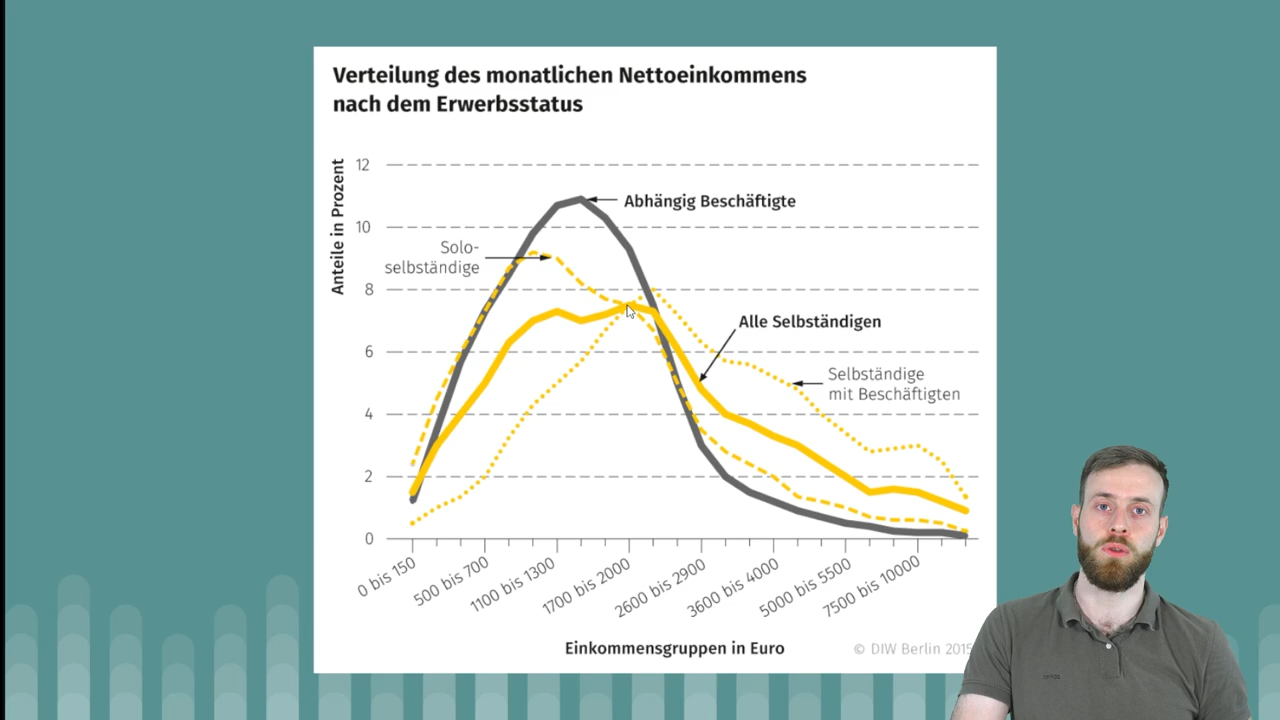 Verteilung des monatlichen Nettoeinkommens
nach dem Erwerbsstatus
Anteile in Prozent
12
10
8
6
4
2
0
Abhängig Beschäftigte
Solo-
selbständige
Alle Selbständigen
Selbständige
mit Beschäftigten
0 bis 150
500 bis 700
1100 bis 1300
1700 bis 2000
2600 bis 2900
3600 bis 4000
5000 bis 5500
7500 bis 10000
Einkommensgruppen in Euro
© DIW Berlin 2015